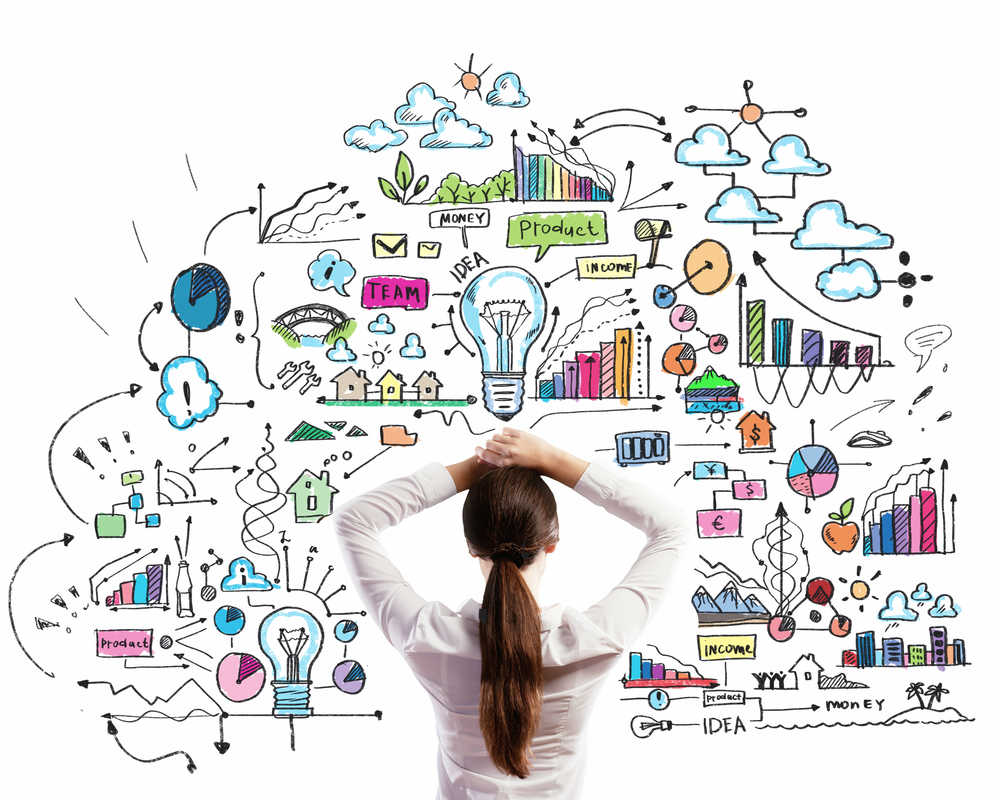 MONEY
Product
IDEA
INCOME
TEAM
i
!
$
¥
$
€
i
Product
INCOME
!
Product
MONEY
IDEA